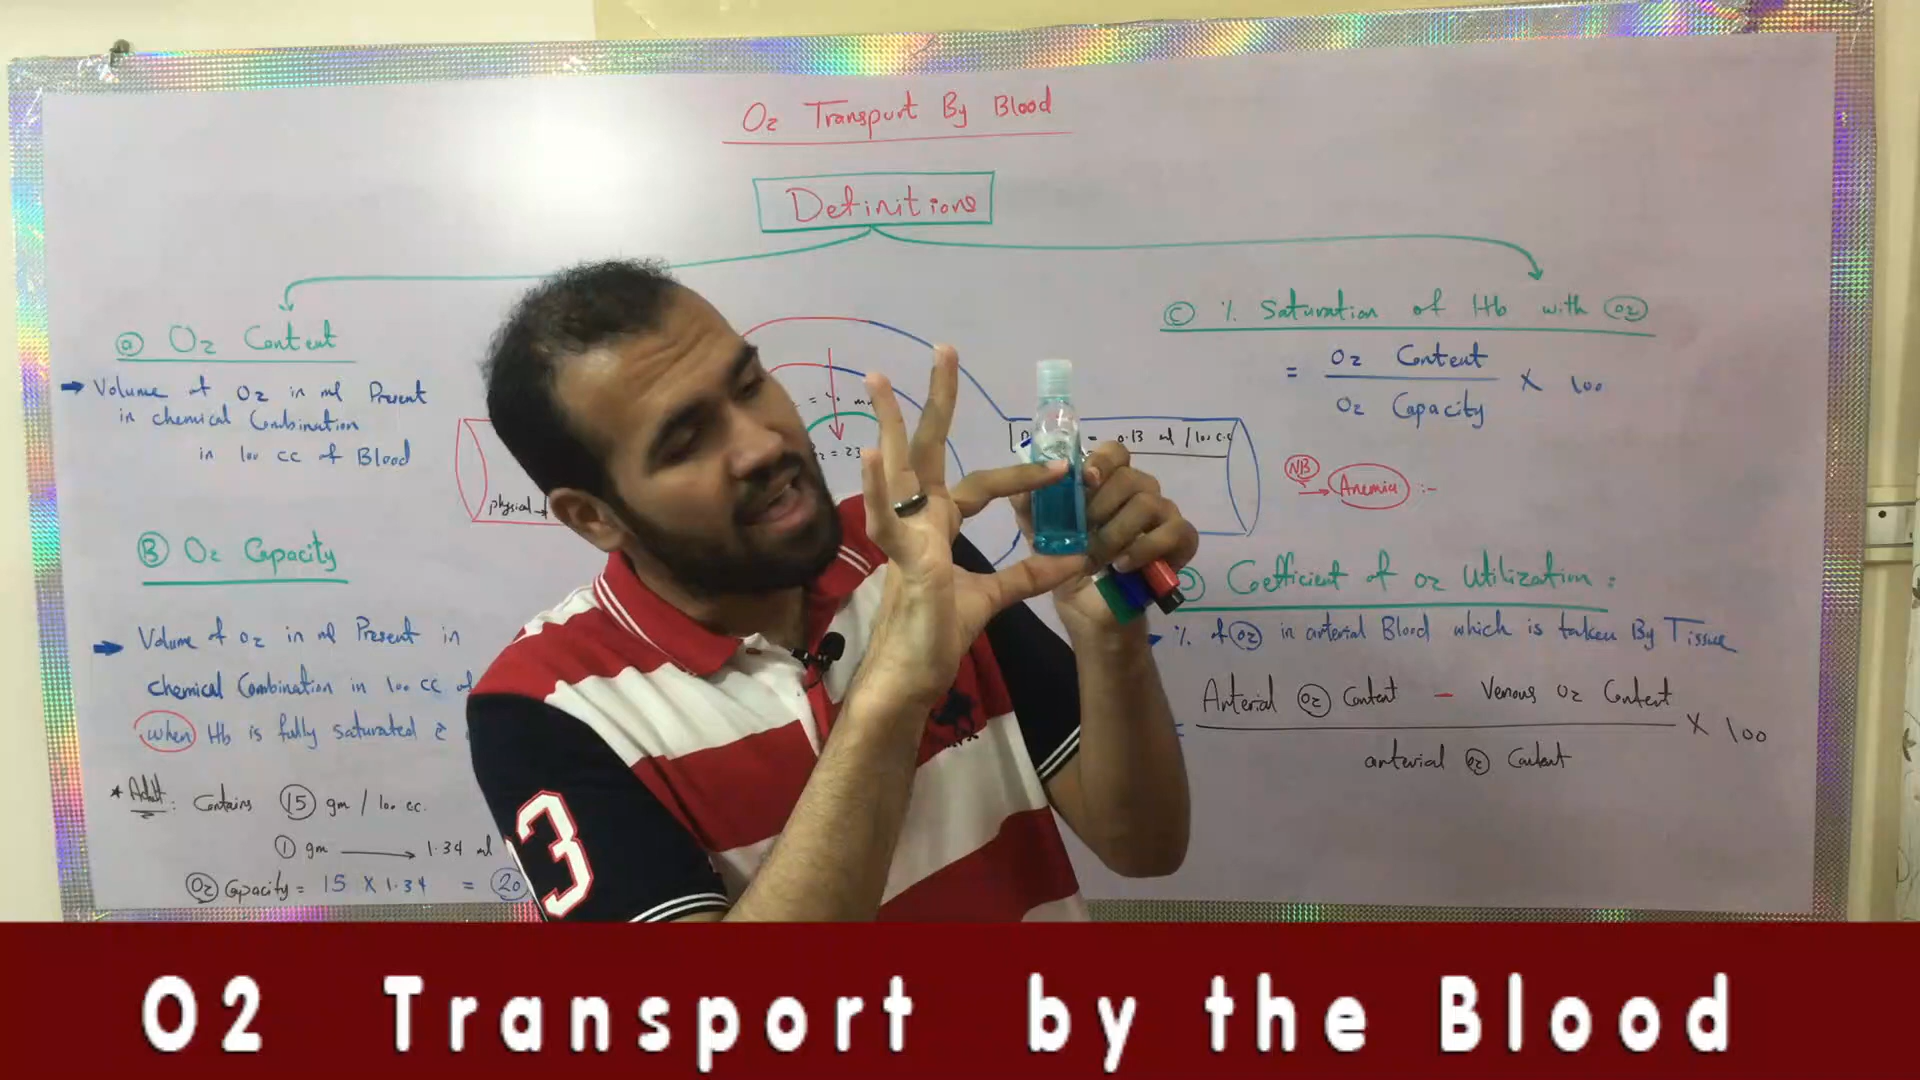 O2 Transport By Blood
Definitions
ⓐ O2 Content
→ Volume of O2 in ml Present
in chemical Combination
in 100 cc of Blood
Ⓑ O2 Capacity
→ Volume of O2 in ml Present in
Chemical Combination in 100 cc of
when Hb is fully saturated c̄
* Adult: Contains 15 gm / 100 cc.
① gm → 1.34 ml
O2 Capacity = 15 X 1.34 = 20
physical →
= 40 m
= 23
= 0.13 ml / 100 c.c
Ⓒ % Saturation of Hb with O2
= O2 Content
O2 Capacity X 100
NB → Anemia :-
Coefficient of O2 Utilization :
% of O2 in arterial Blood which is taken By Tissue
= Arterial O2 Content - Venous O2 Content
arterial O2 Content X 100
3
O2 Transport by the Blood